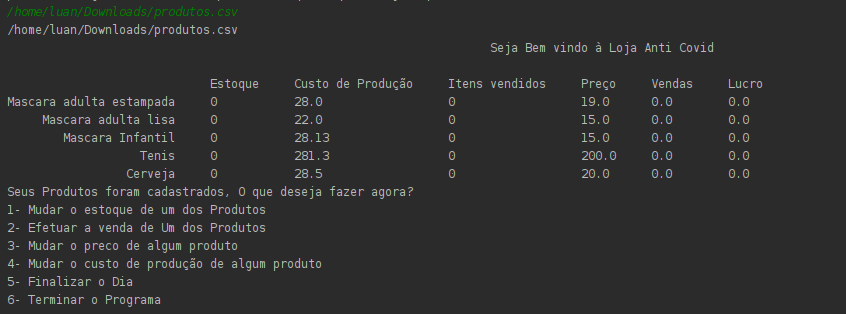 /home/luan/Downloads/produtos.csv
/home/luan/Downloads/produtos.csv
Seja Bem vindo à Loja Anti Covid
Estoque Custo de Produção Itens vendidos Preço Vendas Lucro
Mascara adulta estampada 0 28.0 0 19.0 0.0 0.0
Mascara adulta lisa 0 22.0 0 15.0 0.0 0.0
Mascara Infantil 0 28.13 0 15.0 0.0 0.0
Tenis 0 281.3 0 200.0 0.0 0.0
Cerveja 0 28.5 0 20.0 0.0 0.0
Seus Produtos foram cadastrados, O que deseja fazer agora?
1- Mudar o estoque de um dos Produtos
2- Efetuar a venda de Um dos Produtos
3- Mudar o preco de algum produto
4- Mudar o custo de produção de algum produto
5- Finalizar o Dia
6- Terminar o Programa